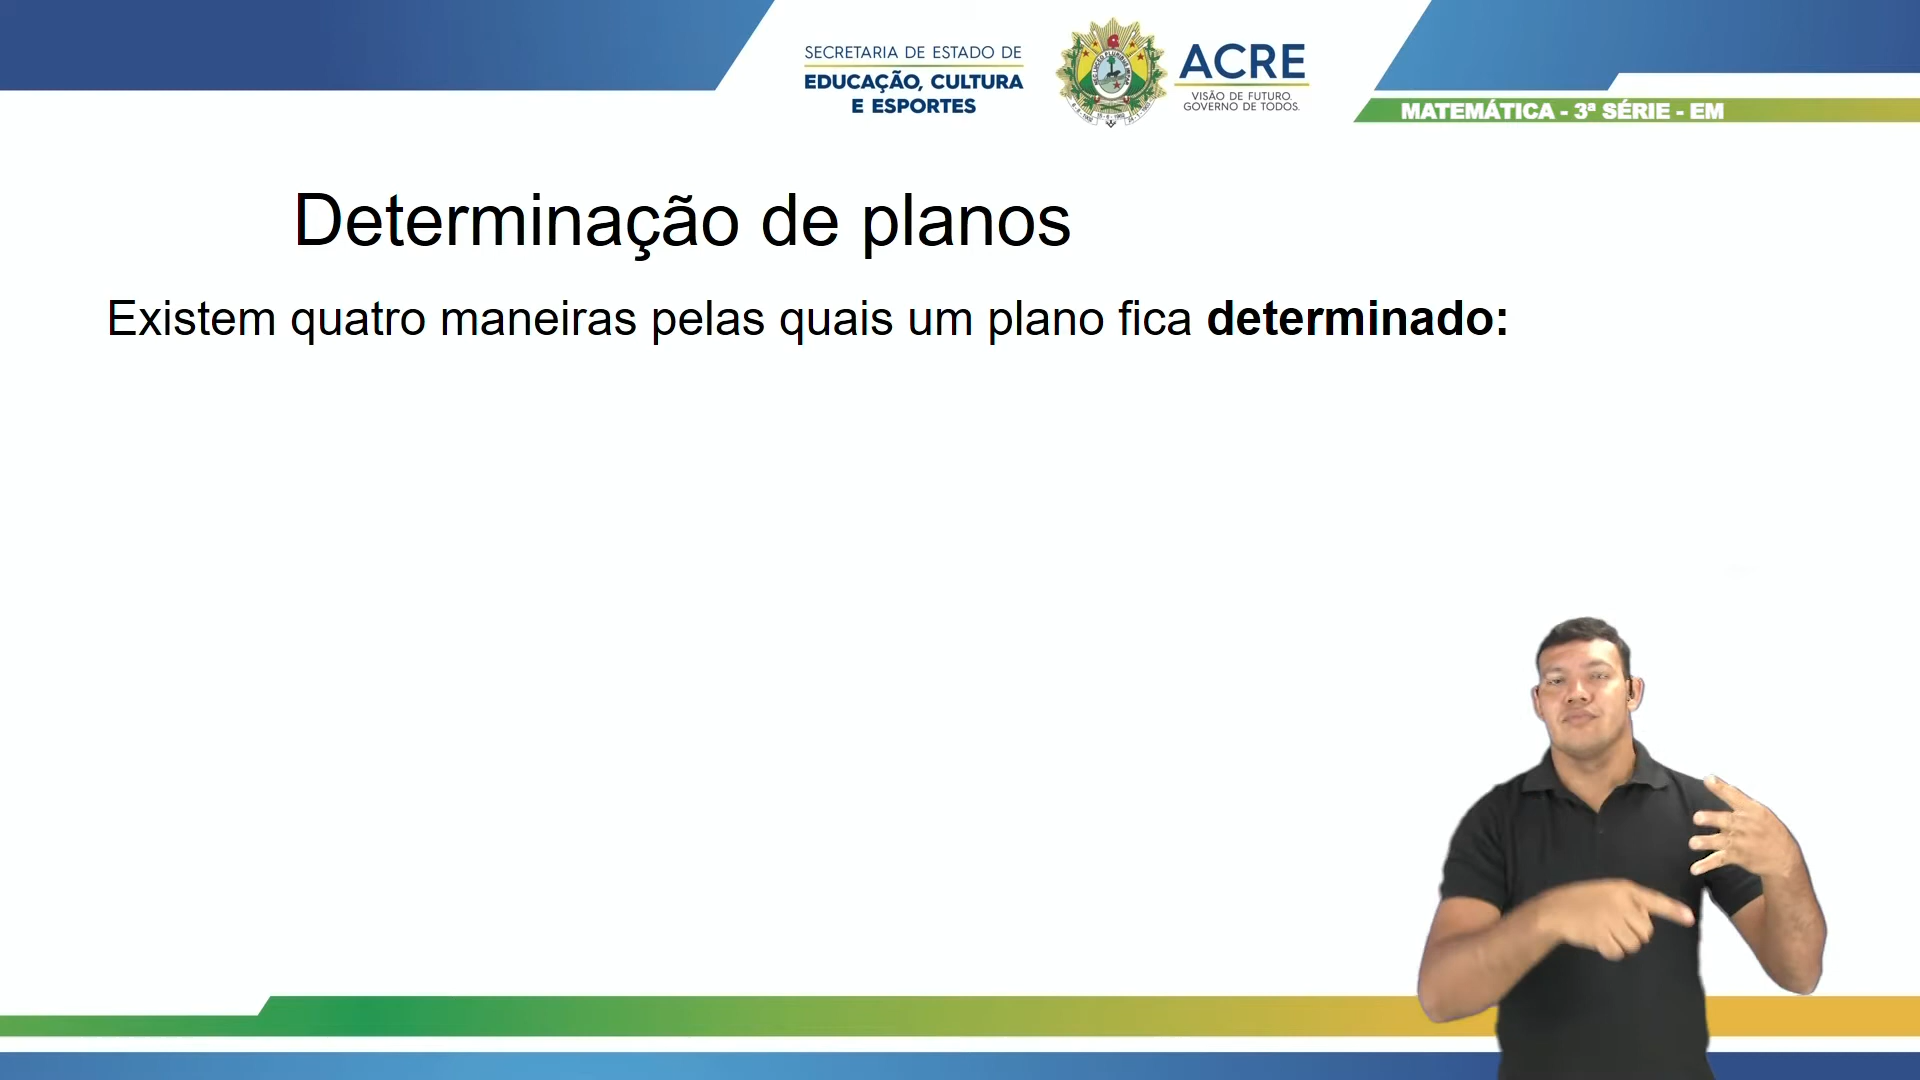 SECRETARIA DE ESTADO DE
EDUCAÇÃO, CULTURA
E ESPORTES
ACRE
VISÃO DE FUTURO.
GOVERNO DE TODOS.
MATEMÁTICA - 3ª SÉRIE - EM
Determinação de planos
Existem quatro maneiras pelas quais um plano fica determinado: